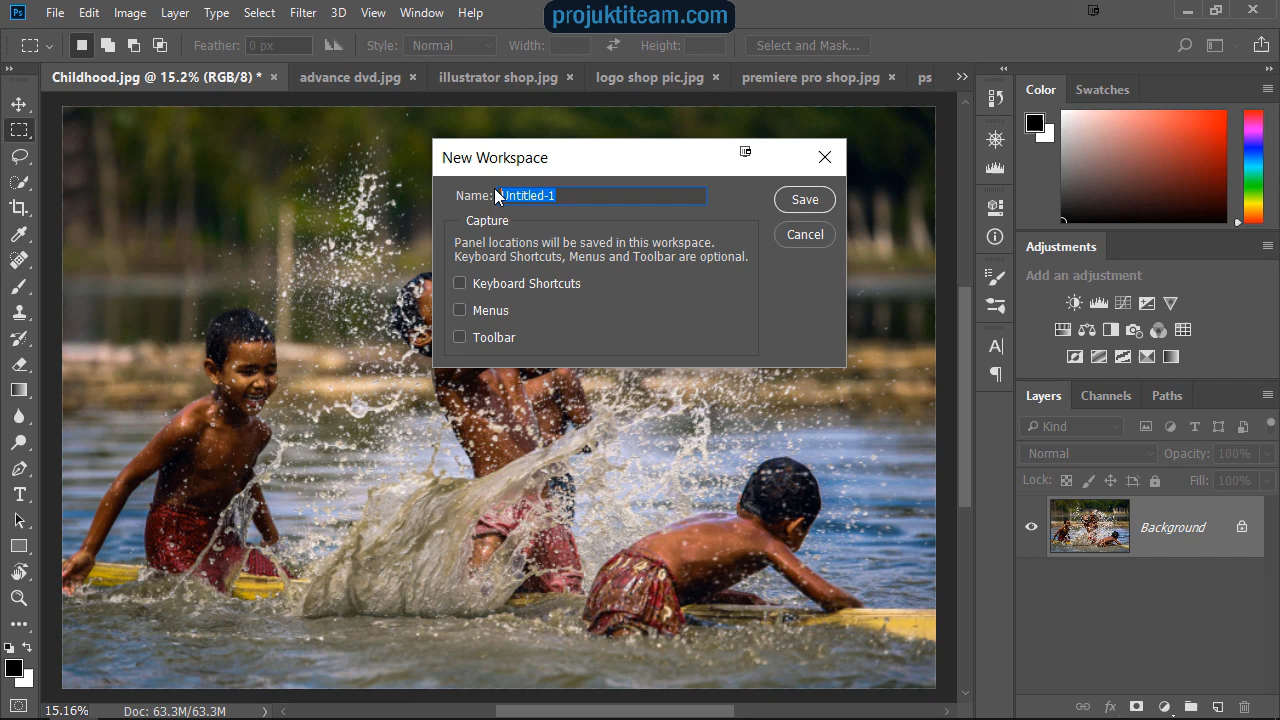 Ps File Edit Image Layer Type Select Filter 3D View Window Help
projuktiteam.com
Feather: 0 px Style: Normal Width: Height: Select and Mask...
Childhood.jpg @ 15.2% (RGB/8) * × advance dvd.jpg × illustrator shop.jpg × logo shop pic.jpg × premiere pro shop.jpg × ps
New Workspace
Name: Untitled-1
Save
Capture
Cancel
Panel locations will be saved in this workspace.
Keyboard Shortcuts, Menus and Toolbar are optional.
Keyboard Shortcuts
Menus
Toolbar
Color Swatches
Adjustments
Add an adjustment
Layers Channels Paths
Kind
Normal Opacity: 100%
Lock: Fill: 100%
Background
15.16% Doc: 63.3M/63.3M